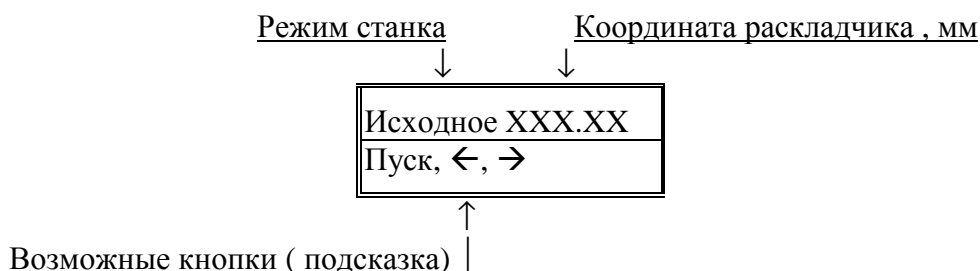 Режим станка Координата раскладчика , мм
↓ ↓
Исходное XXX.XX
Пуск, ←, →
↑
Возможные кнопки ( подсказка)